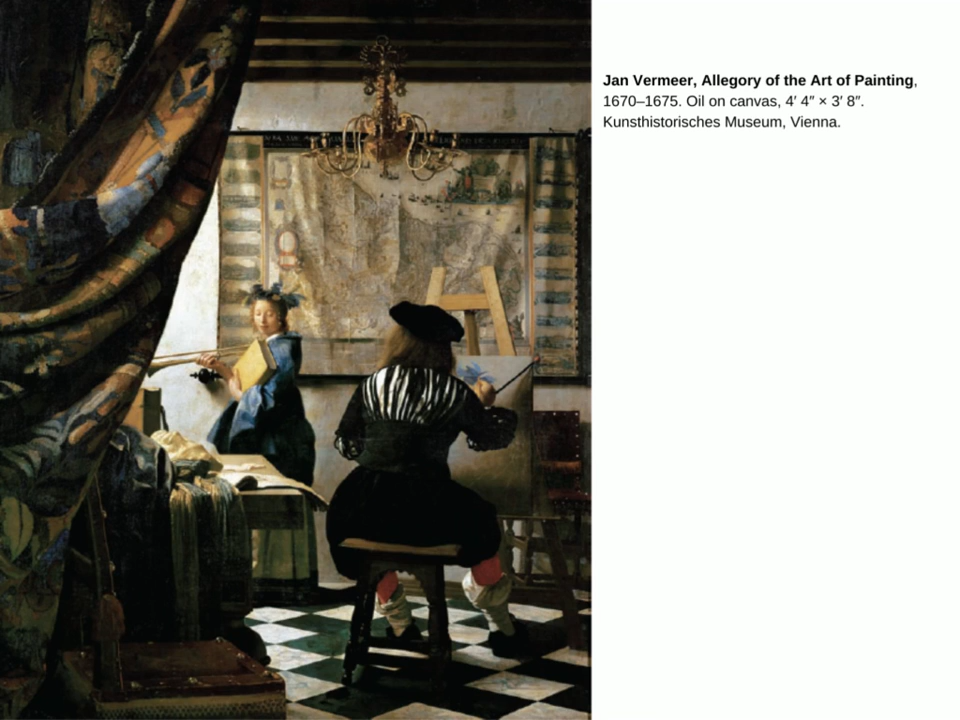 Jan Vermeer, Allegory of the Art of Painting,
1670–1675. Oil on canvas, 4′ 4″ × 3′ 8″.
Kunsthistorisches Museum, Vienna.